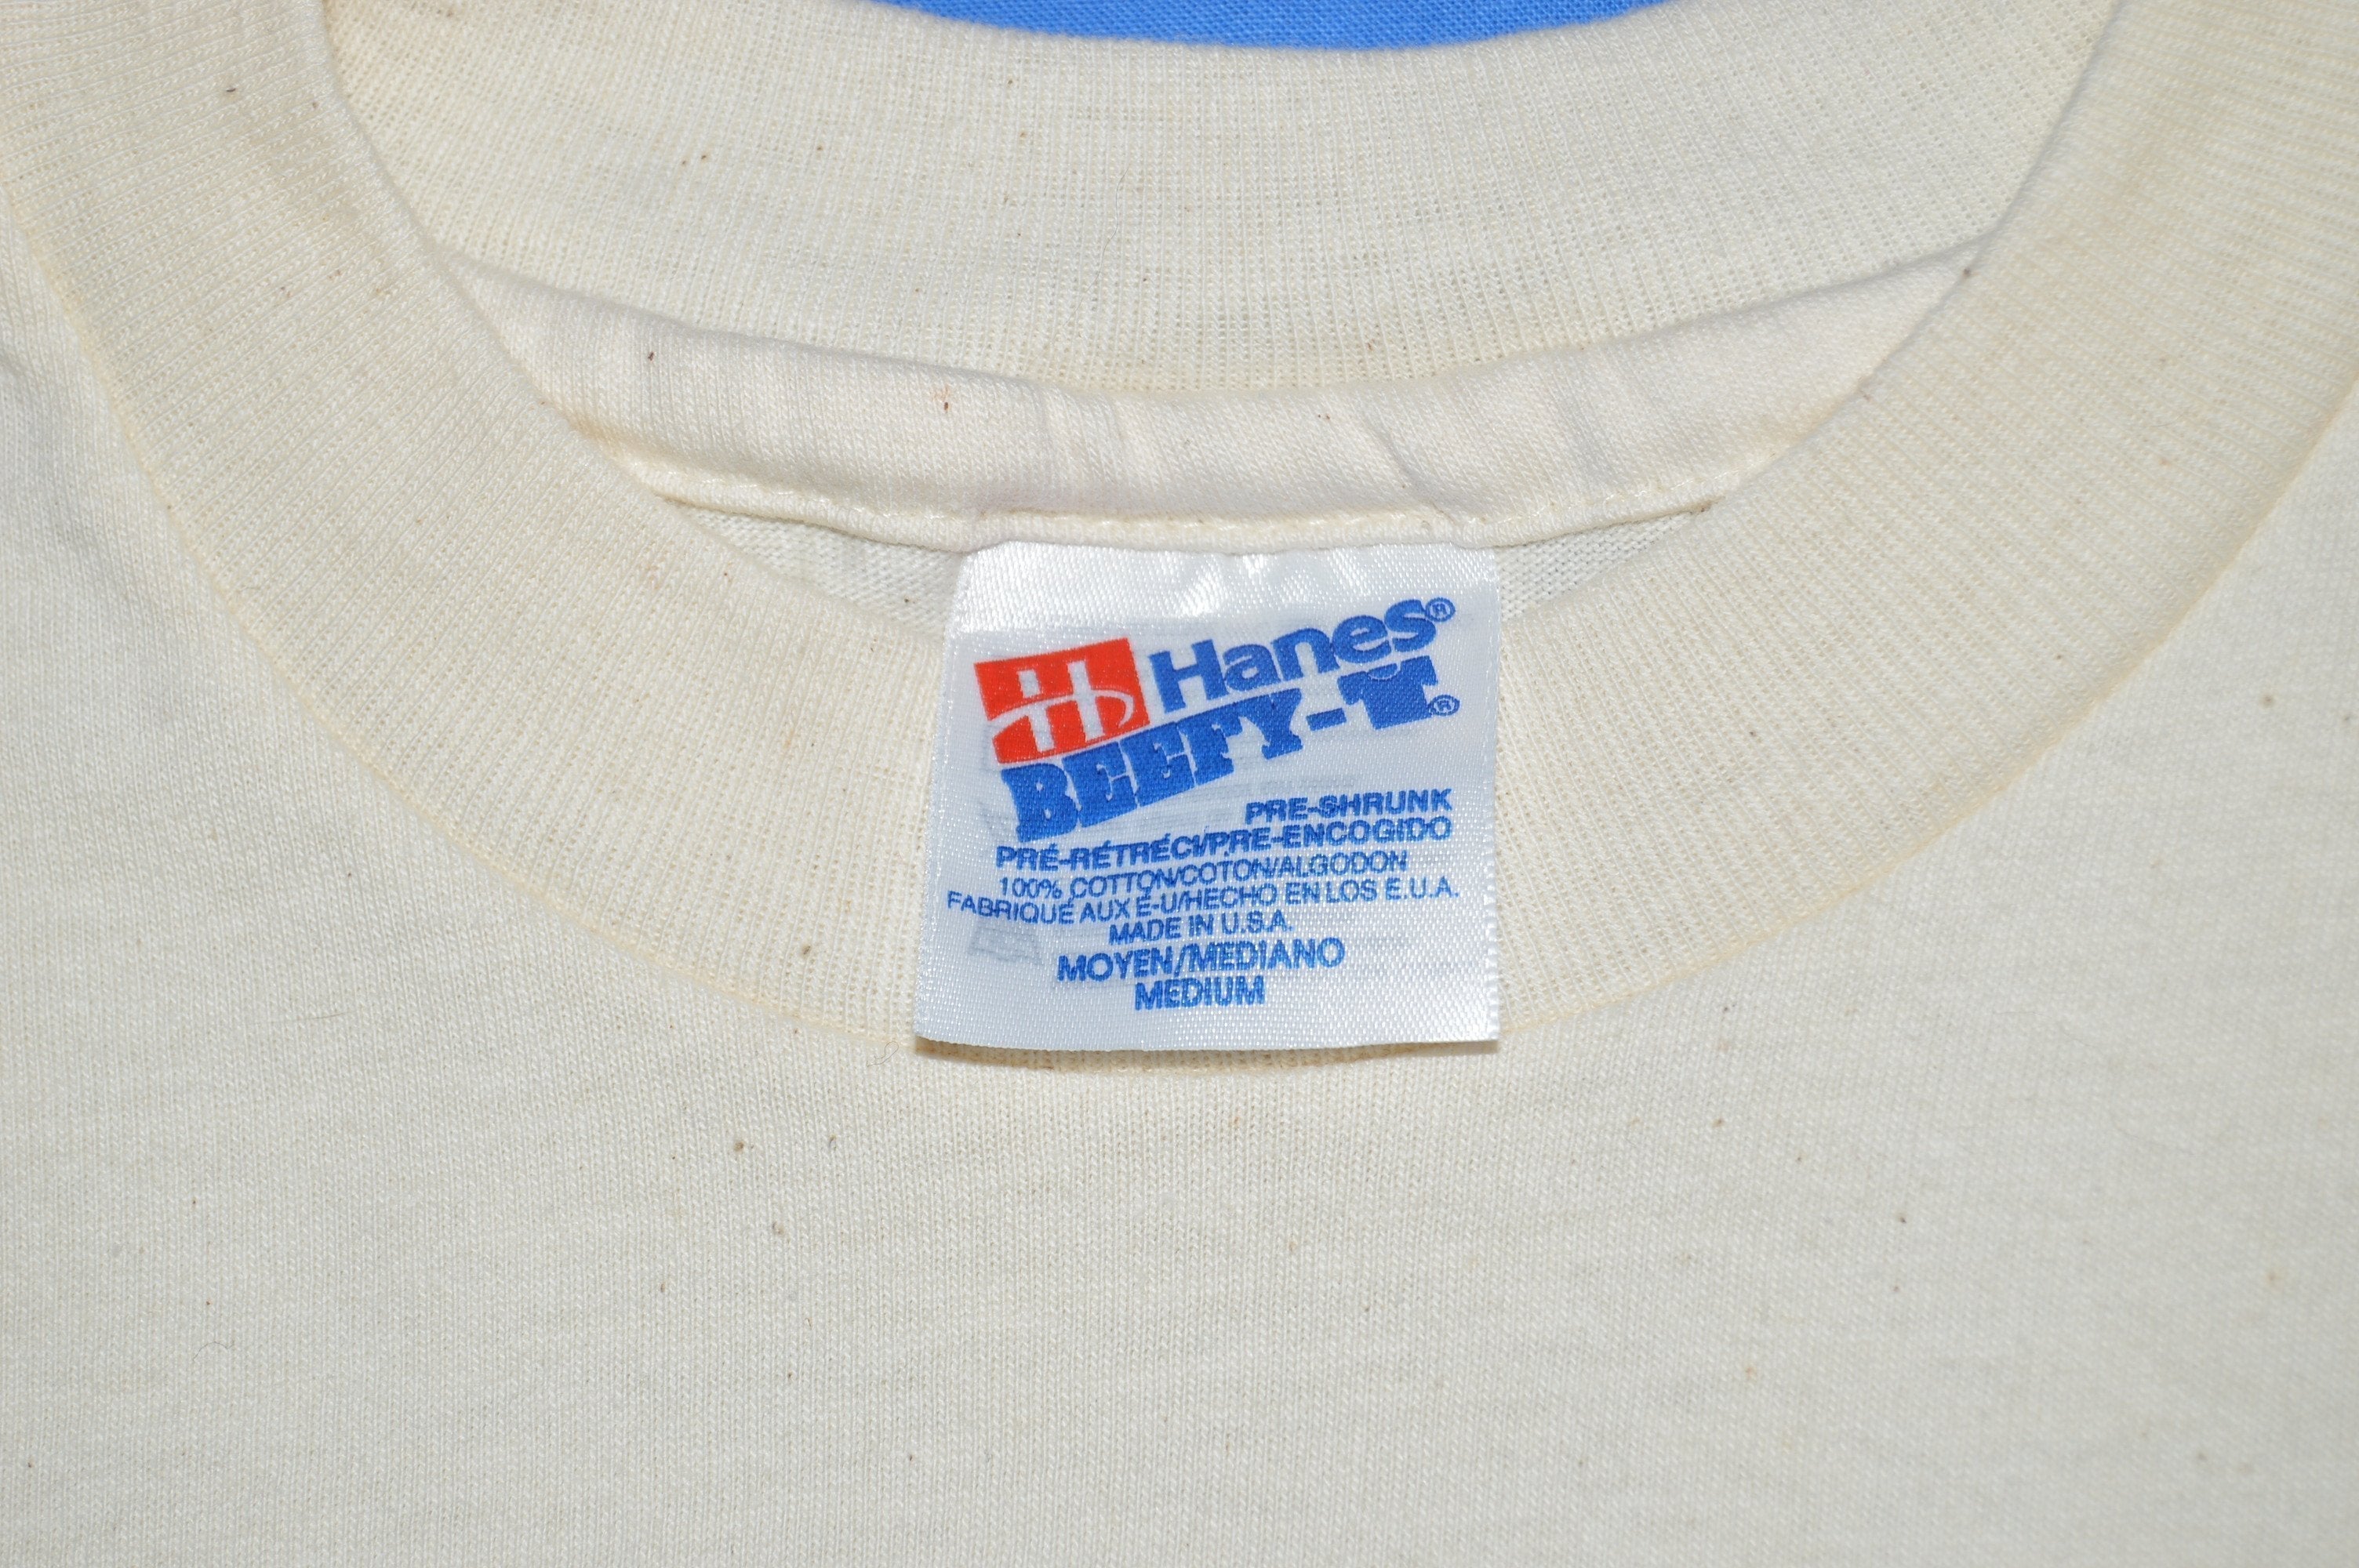 Hanes®
BEEFY-T®
PRE-SHRUNK
PRÉ-RÉTRÉCI/PRE-ENCOGIDO
100% COTTON/COTON/ALGODON
FABRIQUÉ AUX É-U/HECHO EN LOS E.U.A.
MADE IN U.S.A.
MOYEN/MEDIANO
MEDIUM